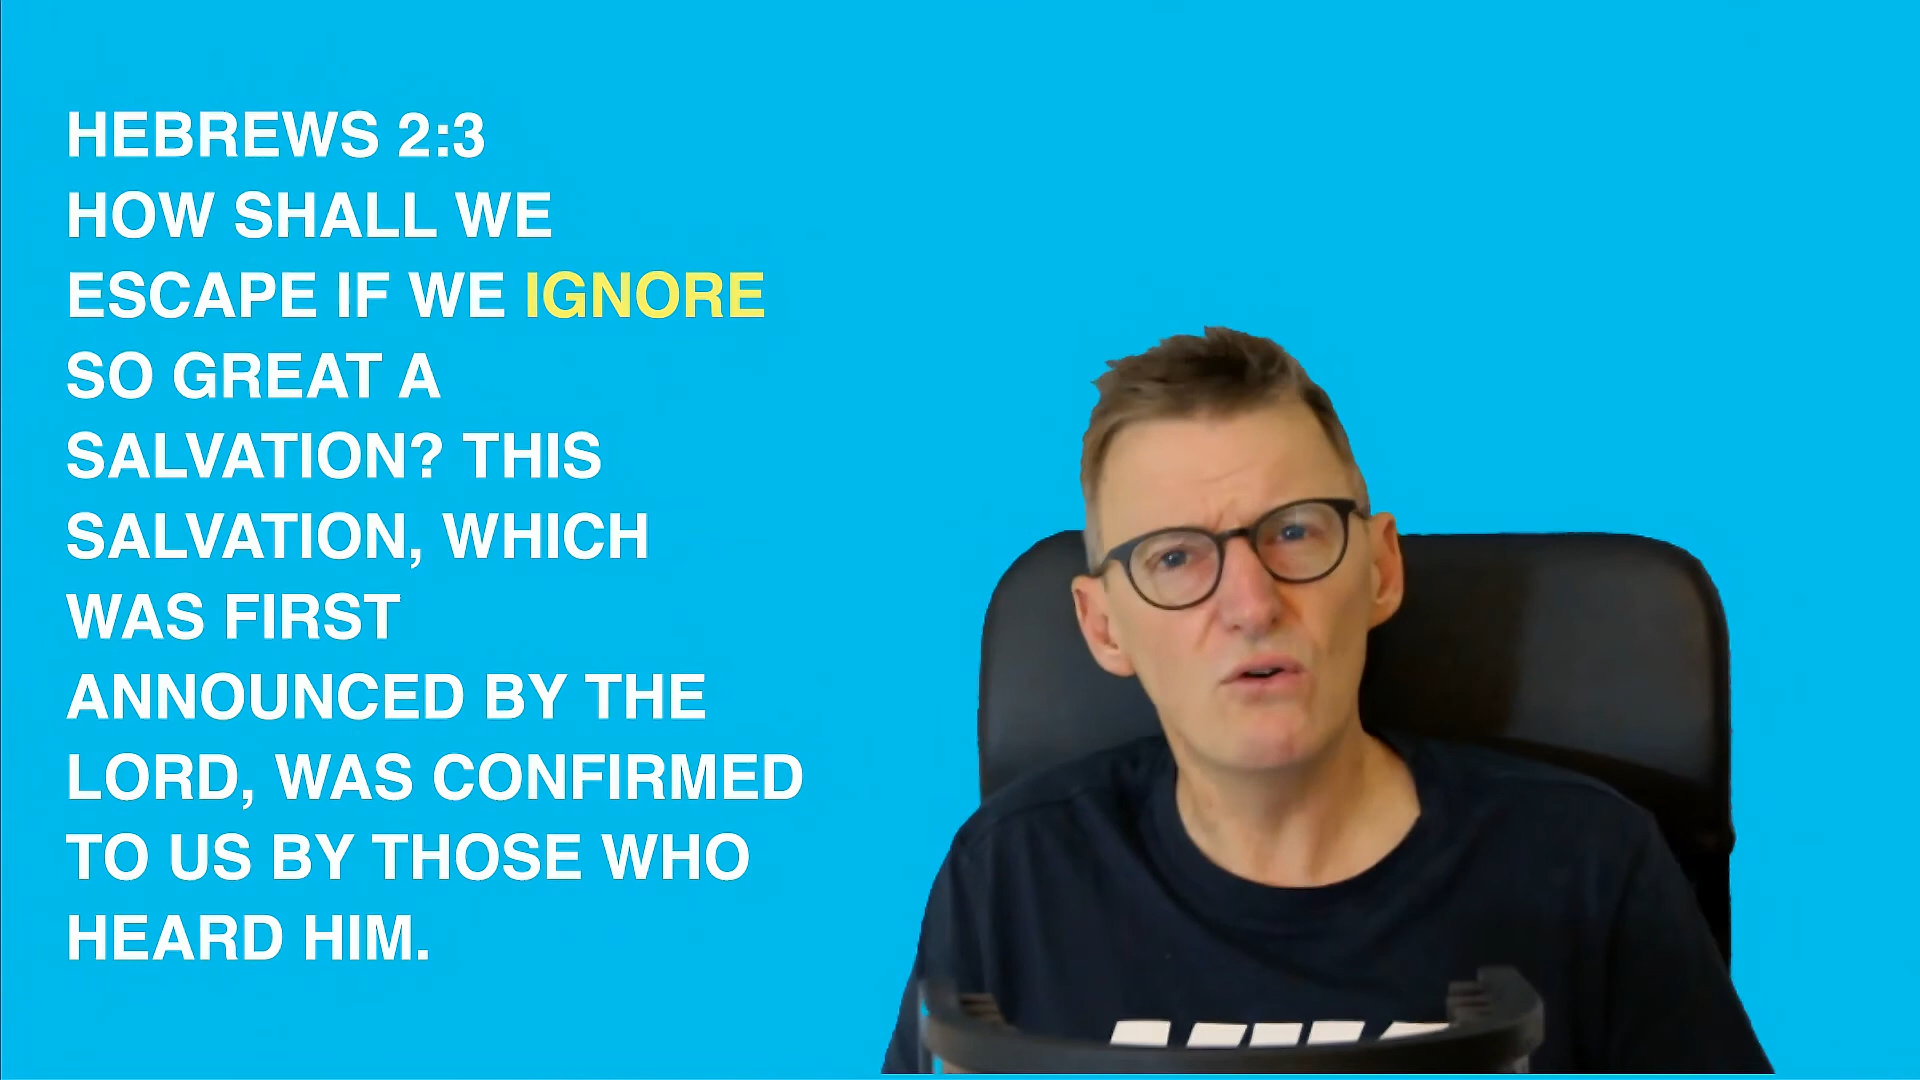 HEBREWS 2:3
HOW SHALL WE
ESCAPE IF WE IGNORE
SO GREAT A
SALVATION? THIS
SALVATION, WHICH
WAS FIRST
ANNOUNCED BY THE
LORD, WAS CONFIRMED
TO US BY THOSE WHO
HEARD HIM.